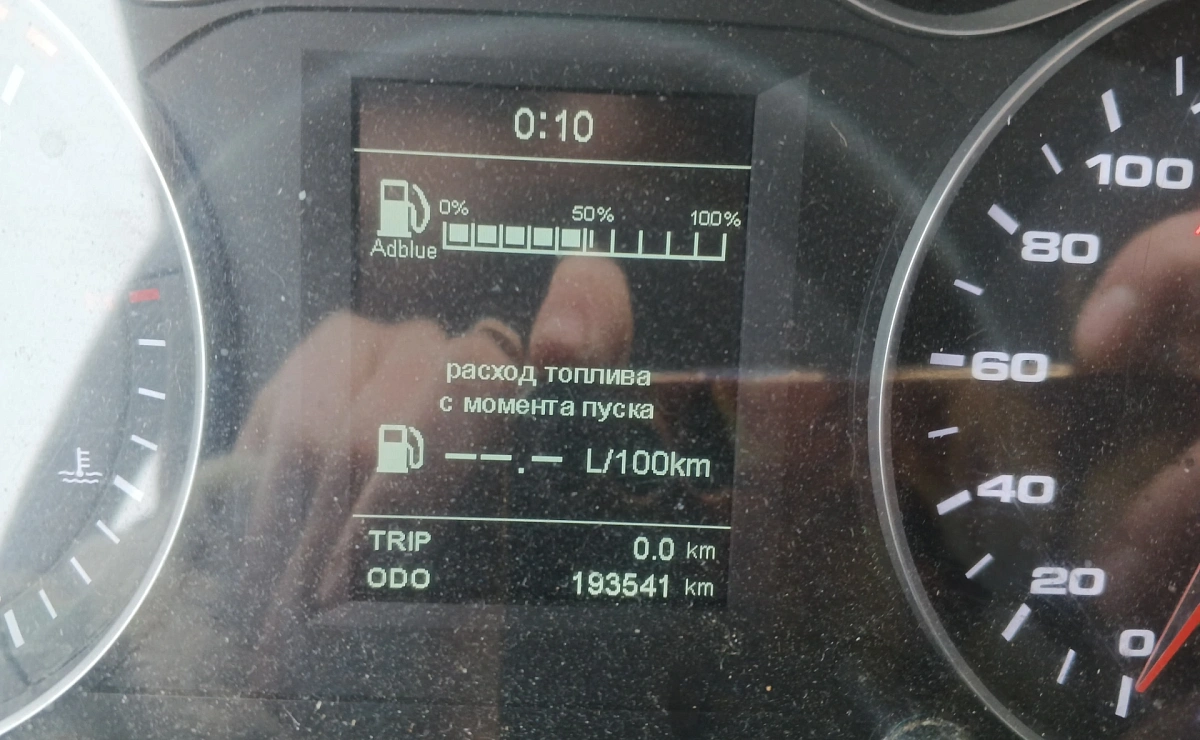 0:10
0% 50% 100%
Adblue
расход топлива
с момента пуска
--.- L/100km
TRIP 0.0 km
ODO 193541 km
100
80
60
40
20
0